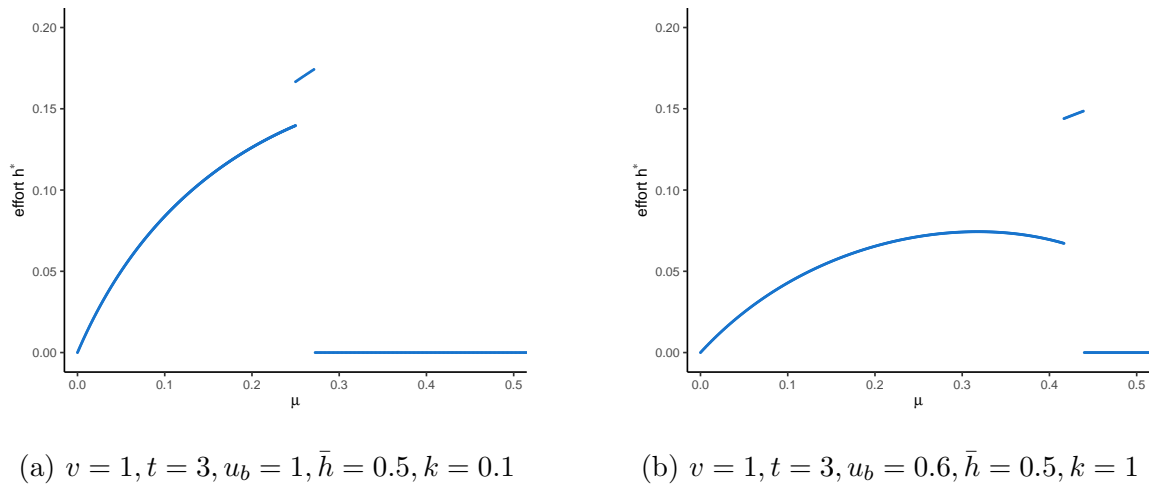 0.20
0.15
0.10
0.05
0.00
effort h*
0.0 0.1 0.2 0.3 0.4 0.5
μ
(a) v = 1, t = 3, u_b = 1, h̄ = 0.5, k = 0.1
0.20
0.15
0.10
0.05
0.00
effort h*
0.0 0.1 0.2 0.3 0.4 0.5
μ
(b) v = 1, t = 3, u_b = 0.6, h̄ = 0.5, k = 1